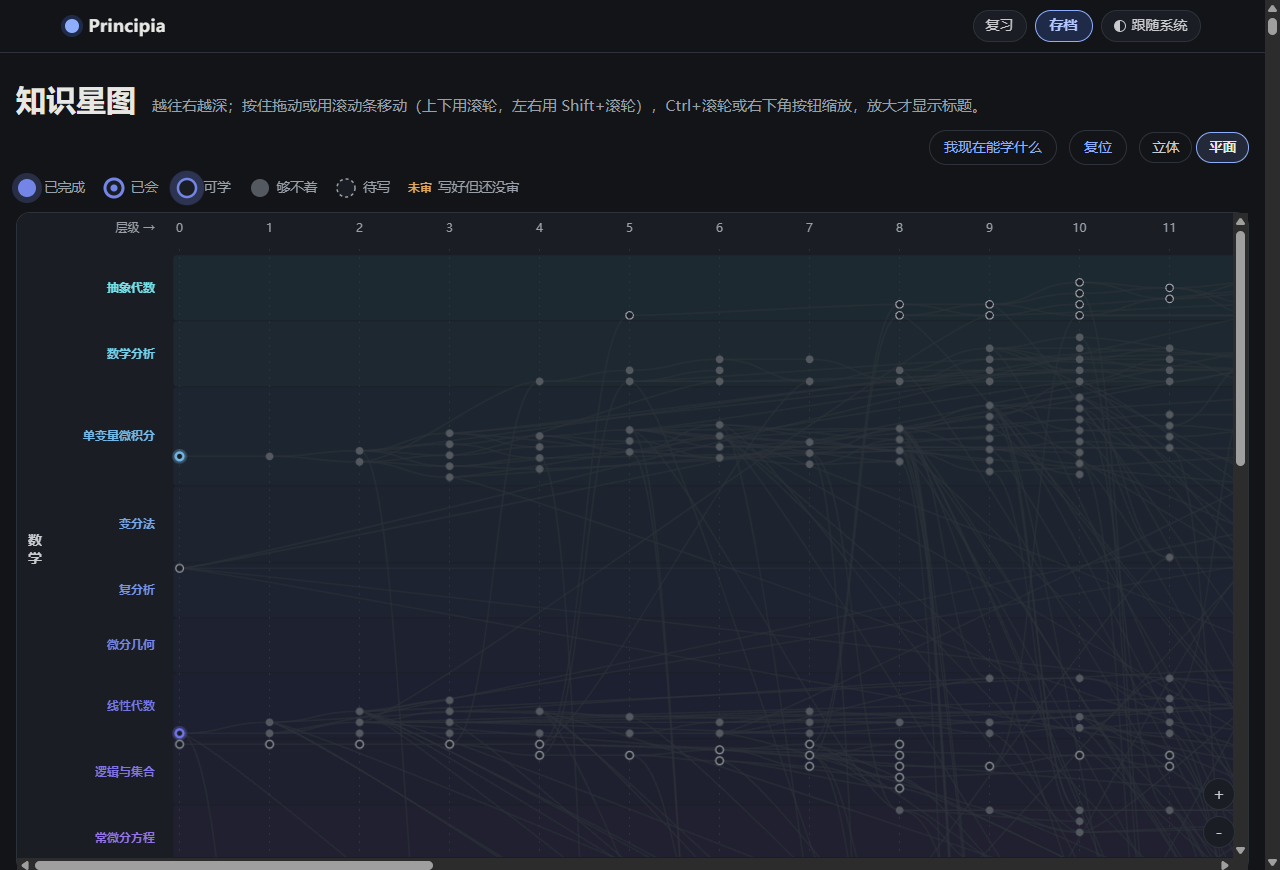 Principia
复习
存档
跟随系统
知识星图
越往右越深；按住拖动或用滚动条移动（上下用滚轮，左右用 Shift+滚轮），Ctrl+滚轮或右下角按钮缩放，放大才显示标题。
我现在能学什么
复位
立体
平面
已完成
已会
可学
够不着
待写
未审 写好但还没审
层级 → 0 1 2 3 4 5 6 7 8 9 10 11
数学
抽象代数
数学分析
单变量微积分
变分法
复分析
微分几何
线性代数
逻辑与集合
常微分方程
+
-